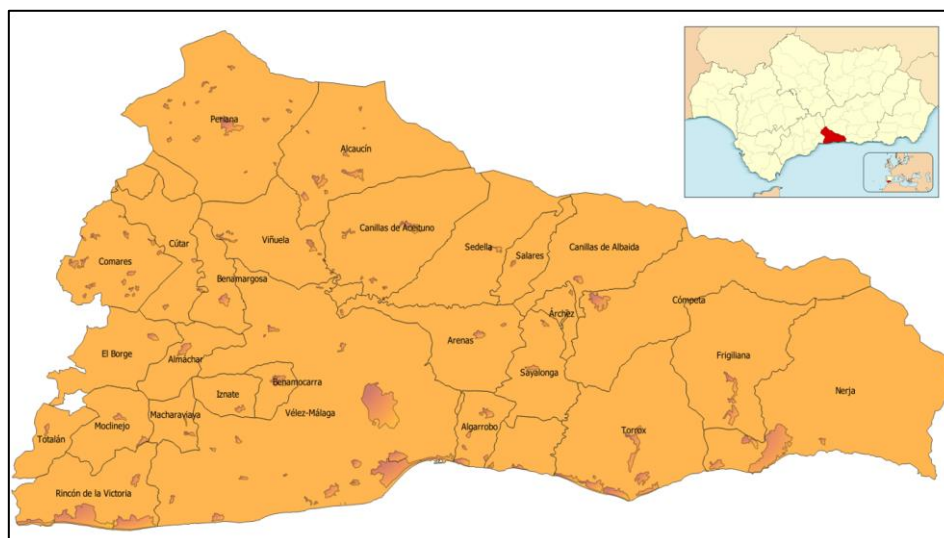 Periana
Alcaucín
Canillas de Aceituno
Viñuela
Cútar
Comares
Benamargosa
Sedella
Salares
Canillas de Albaida
Cómpeta
Árchez
El Borge
Almáchar
Arenas
Frigiliana
Sayalonga
Nerja
Benamocarra
Iznate
Vélez-Málaga
Macharaviaya
Moclinejo
Totalán
Algarrobo
Torrox
Rincón de la Victoria